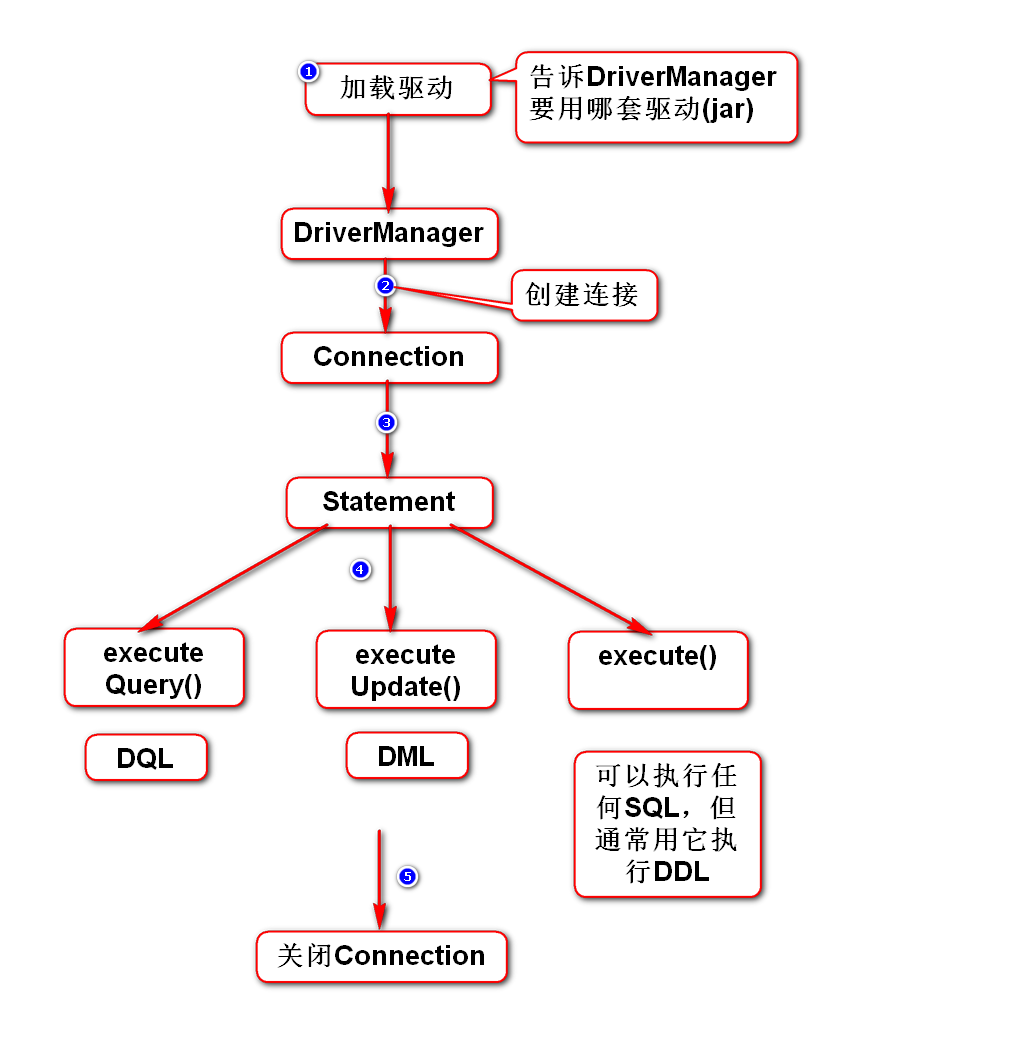 1
加载驱动
告诉DriverManager
要用哪套驱动(jar)
DriverManager
2
创建连接
Connection
3
Statement
4
execute
Query()
execute
Update()
execute()
DQL
DML
可以执行任
何SQL，但
通常用它执
行DDL
5
关闭Connection